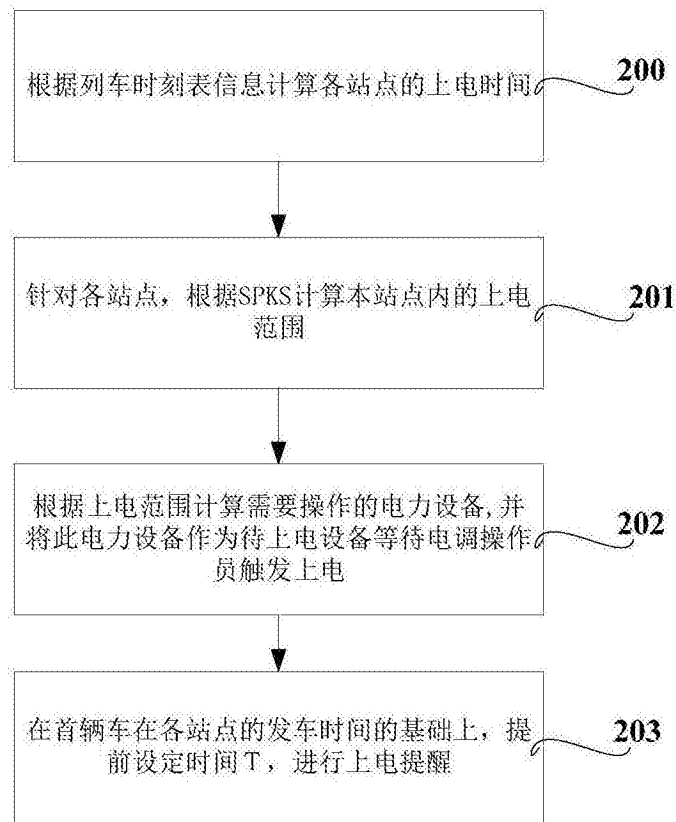 根据列车时刻表信息计算各站点的上电时间
200
针对各站点，根据SPKS计算本站点内的上电
范围
201
根据上电范围计算需要操作的电力设备,并
将此电力设备作为待上电设备等待电调操作
员触发上电
202
在首辆车在各站点的发车时间的基础上，提
前设定时间T，进行上电提醒
203